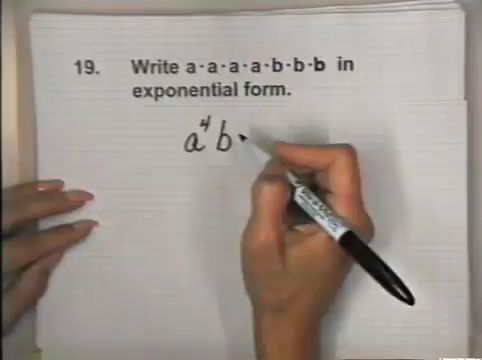 19. Write a·a·a·a·b·b·b in
exponential form.
a⁴b